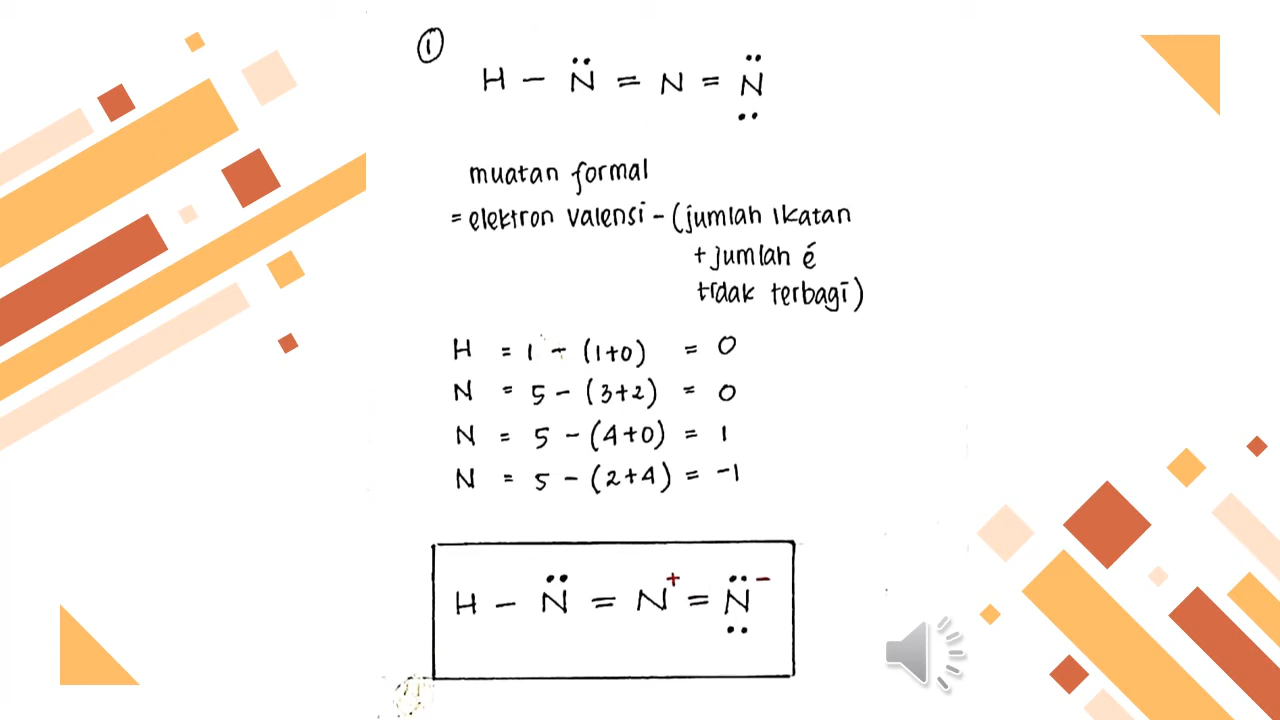 ①
H - N̈ = N = N̈
muatan formal
= elektron valensi - (jumlah ikatan
+ jumlah é
tidak terbagi)
H = 1 - (1+0) = 0
N = 5 - (3+2) = 0
N = 5 - (4+0) = 1
N = 5 - (2+4) = -1
H - N̈ = N⁺ = N̈⁻